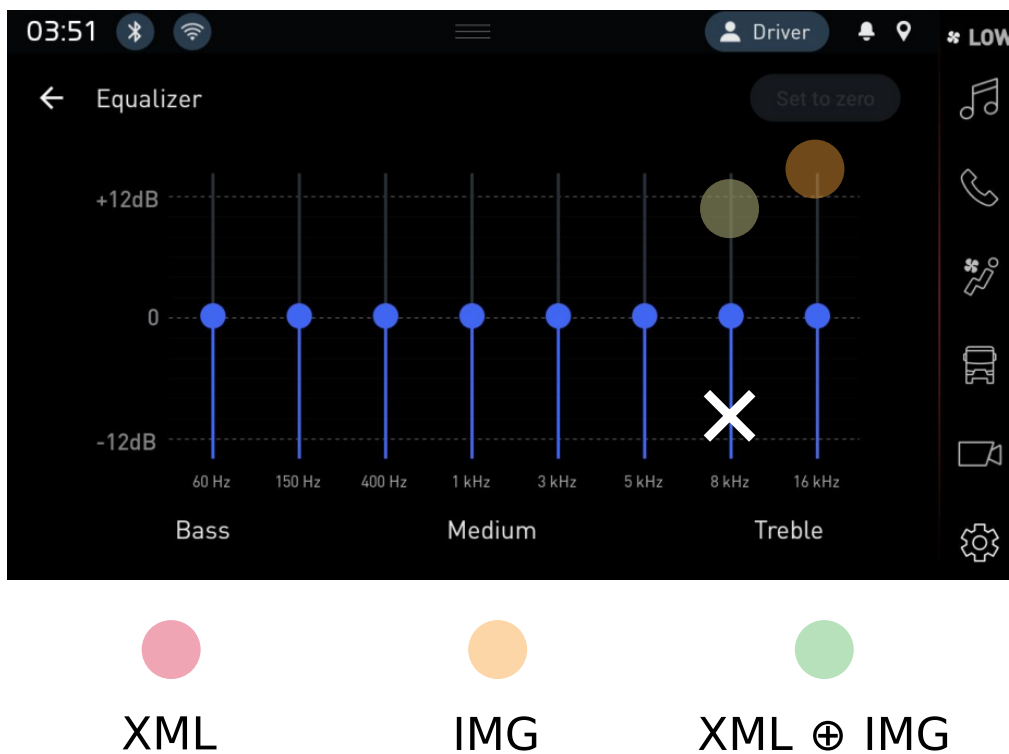 03:51
Driver
LOW
Equalizer
Set to zero
+12dB
0
-12dB
60 Hz 150 Hz 400 Hz 1 kHz 3 kHz 5 kHz 8 kHz 16 kHz
Bass Medium Treble
XML IMG XML ⊕ IMG